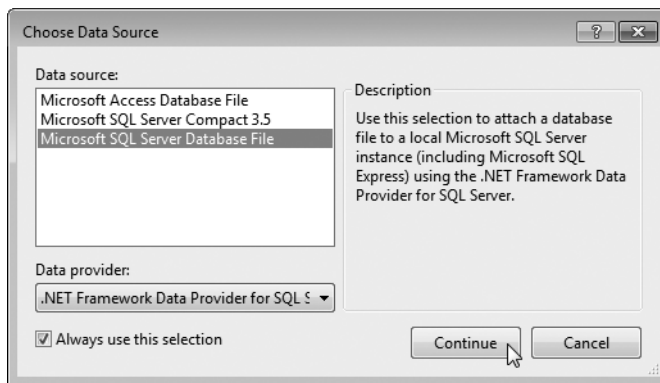 Choose Data Source
Data source:
Microsoft Access Database File
Microsoft SQL Server Compact 3.5
Microsoft SQL Server Database File
Description
Use this selection to attach a database
file to a local Microsoft SQL Server
instance (including Microsoft SQL
Express) using the .NET Framework Data
Provider for SQL Server.
Data provider:
.NET Framework Data Provider for SQL S
Always use this selection
Continue
Cancel